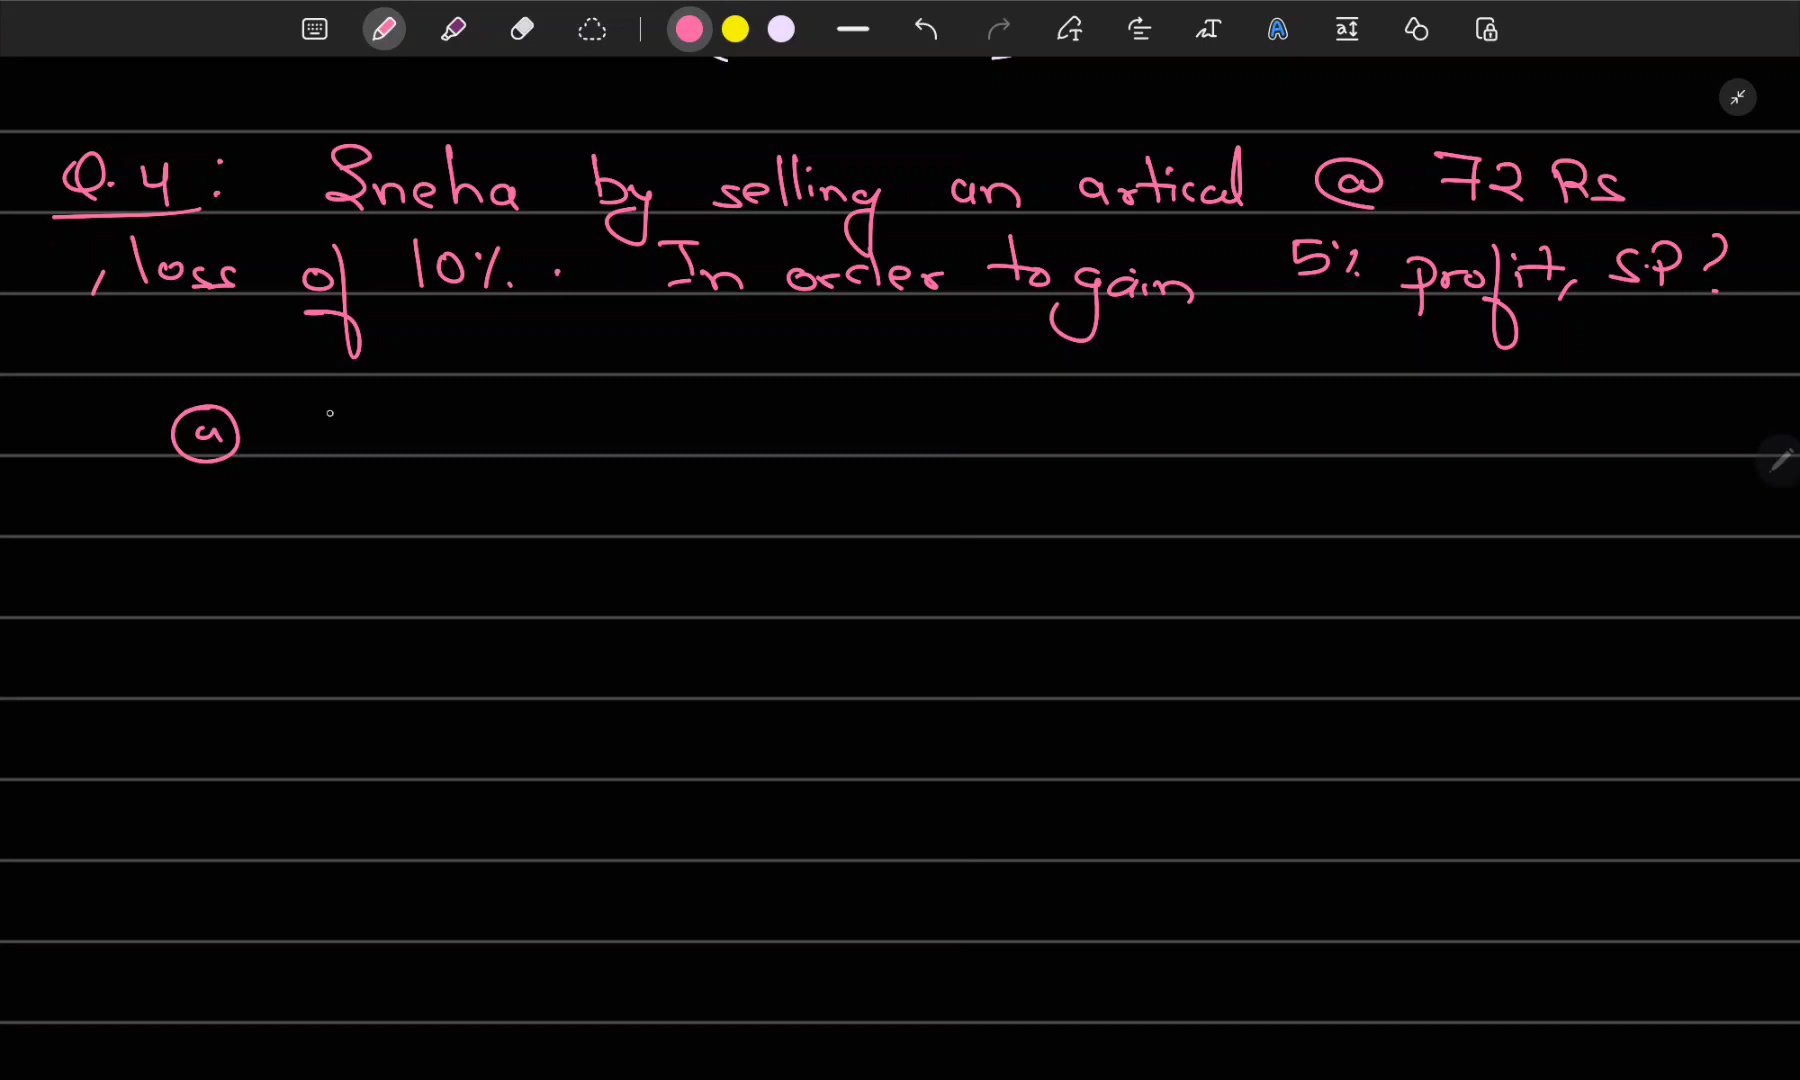 Q.4 : Sneha by selling an artical @ 72 Rs
, loss of 10%. In order to gain 5% profit, S.P?
a